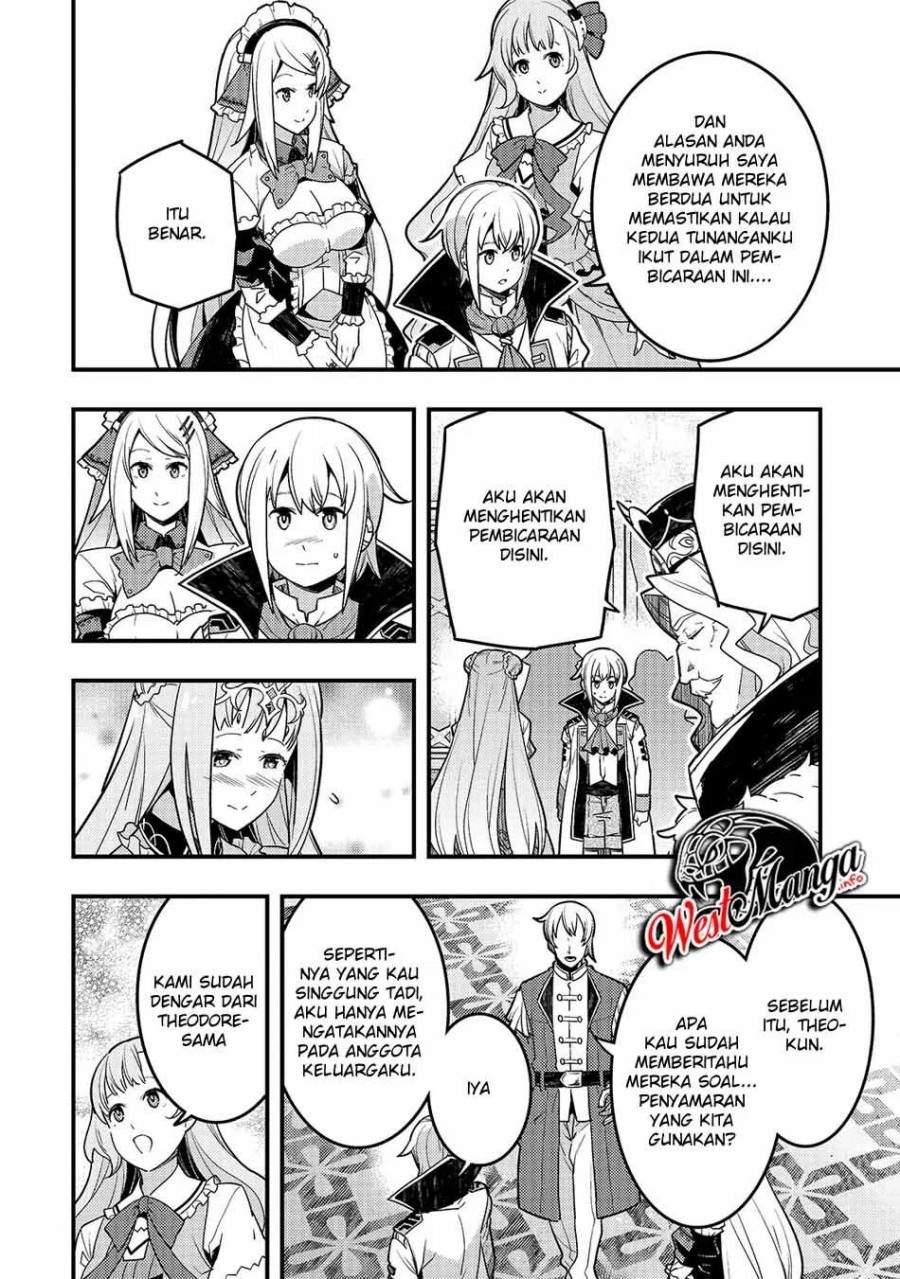 DAN
ALASAN ANDA
MENYURUH SAYA
MEMBAWA MEREKA
BERDUA UNTUK
MEMASTIKAN KALAU
KEDUA TUNANGANKU
IKUT DALAM PEM-
BICARAAN INI....
ITU
BENAR.
AKU AKAN
MENGHENTI-
KAN PEM-
BICARAAN
DISINI.
AKU AKAN
MENGHENTIKAN
PEMBICARAAN
DISINI.
WestManga
.info
SEBELUM
ITU, THEO-
KUN.
APA
KAU SUDAH
MEMBERITAHU
MEREKA SOAL...
PENYAMARAN
YANG KITA
GUNAKAN?
IYA
SEPERTI-
NYA YANG KAU
SINGGUNG TADI,
AKU HANYA ME-
NGATAKANNYA
PADA ANGGOTA
KELUARGAKU.
KAMI SUDAH
DENGAR DARI
THEODORE-
SAMA